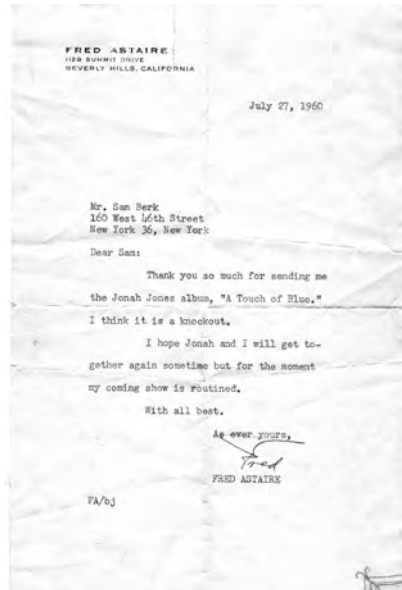 FRED ASTAIRE
1129 SUMMIT DRIVE
BEVERLY HILLS, CALIFORNIA
July 27, 1960
Mr. Sam Berk
160 West 46th Street
New York 36, New York
Dear Sam:
Thank you so much for sending me
the Jonah Jones album, "A Touch of Blue."
I think it is a knockout.
I hope Jonah and I will get to-
gether again sometime but for the moment
my coming show is routined.
With all best.
As ever yours,
Fred
FRED ASTAIRE
FA/bj